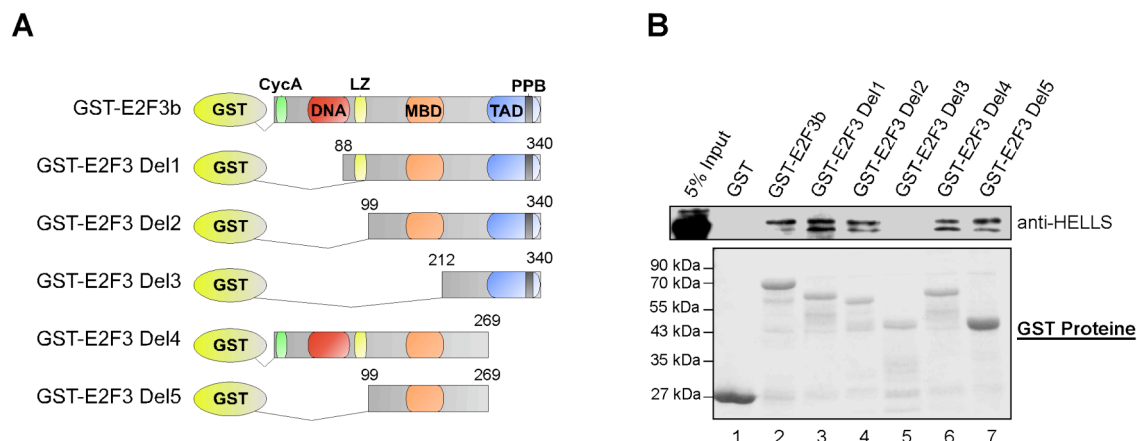 A
CycA LZ PPB
GST-E2F3b GST DNA MBD TAD
88 340
GST-E2F3 Del1 GST
99 340
GST-E2F3 Del2 GST
212 340
GST-E2F3 Del3 GST
269
GST-E2F3 Del4 GST
99 269
GST-E2F3 Del5 GST
B
5% Input
GST
GST-E2F3b
GST-E2F3 Del1
GST-E2F3 Del2
GST-E2F3 Del3
GST-E2F3 Del4
GST-E2F3 Del5
anti-HELLS
90 kDa
70 kDa
55 kDa
43 kDa
35 kDa
27 kDa
GST Proteine
1 2 3 4 5 6 7